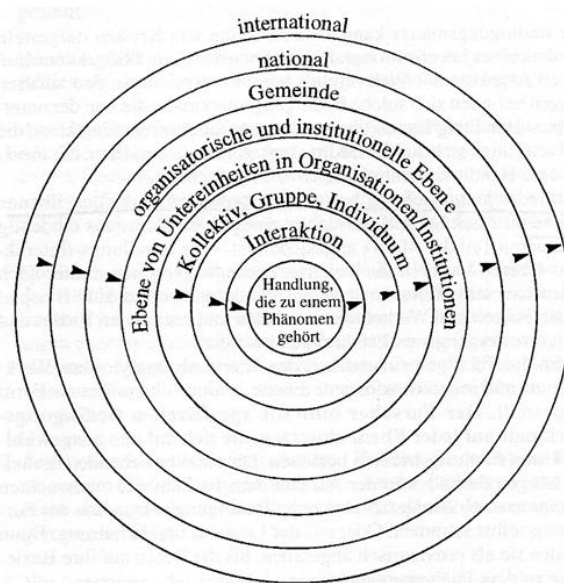 international
national
Gemeinde
organisatorische und institutionelle Ebene
Ebene von Untereinheiten in Organisationen/Institutionen
Kollektiv, Gruppe, Individuum
Interaktion
Handlung,
die zu einem
Phänomen
gehört